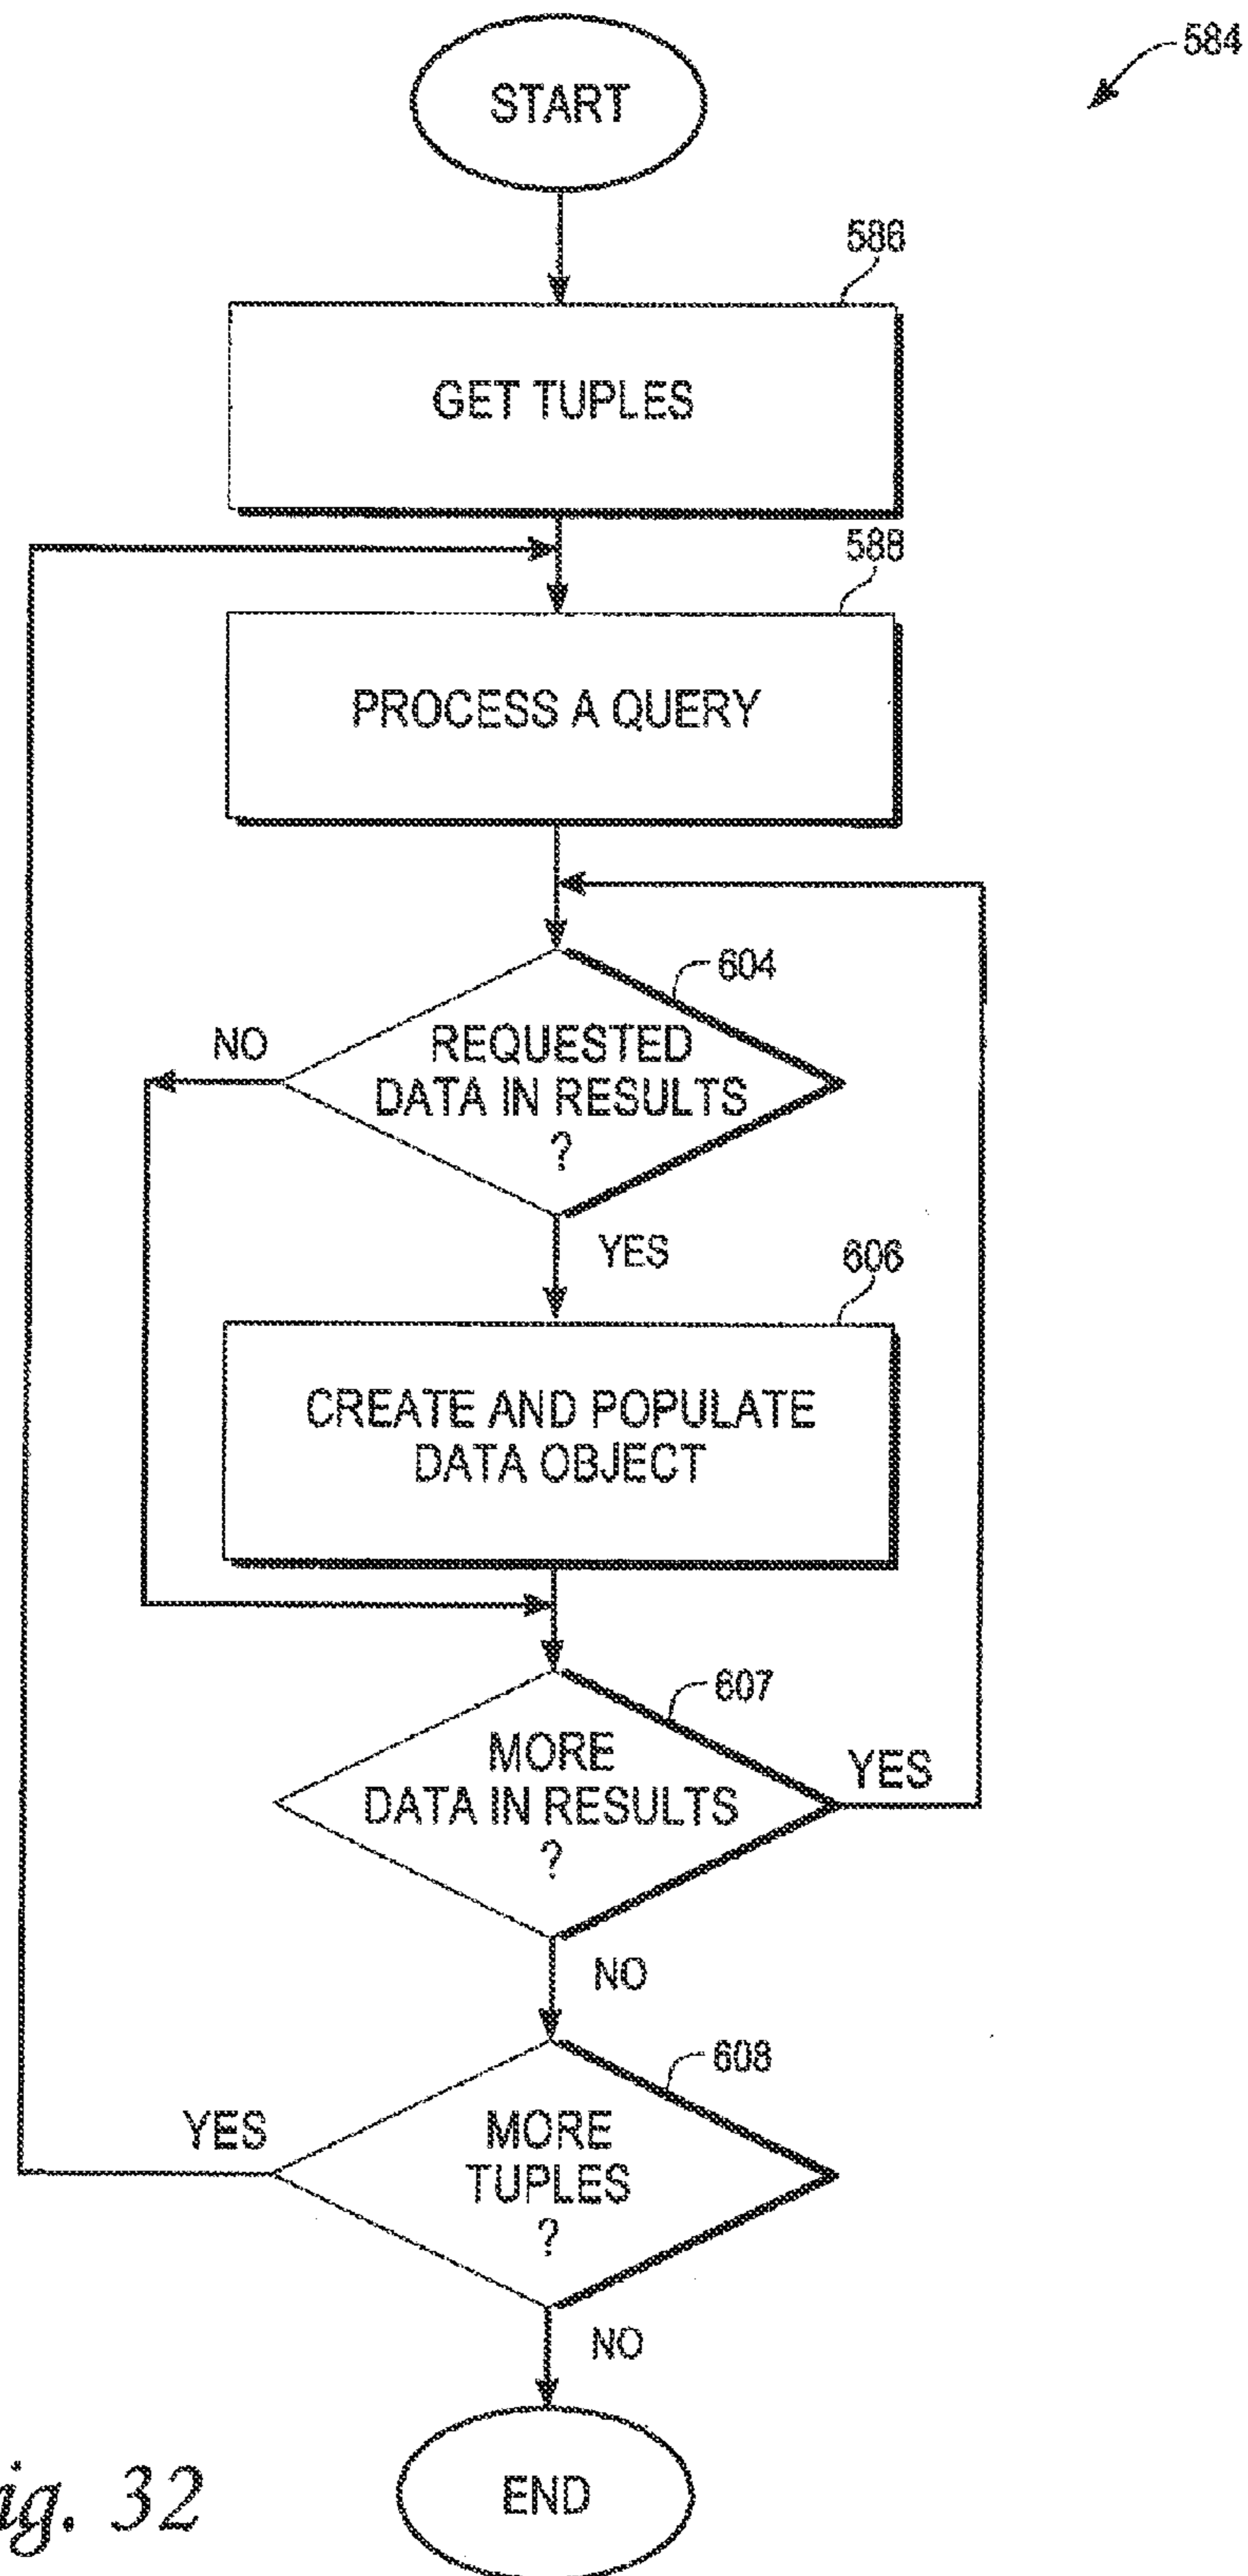 584
START
586
GET TUPLES
588
PROCESS A QUERY
604
NO
REQUESTED
DATA IN RESULTS
?
YES
606
CREATE AND POPULATE
DATA OBJECT
607
MORE
DATA IN RESULTS
?
YES
NO
608
YES
MORE
TUPLES
?
NO
END
ig. 32